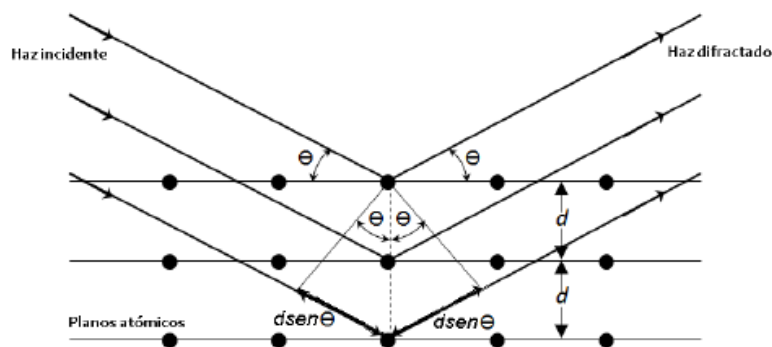 Haz incidente
Haz difractado
Θ
Θ
Θ Θ
d
d
dsenΘ
dsenΘ
Planos atómicos